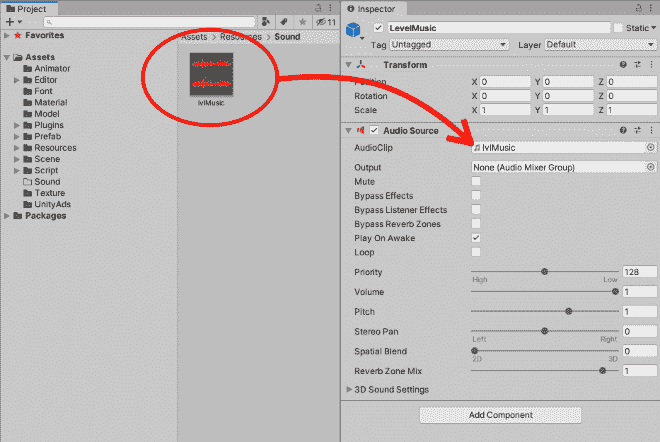 Project
11
Favorites
Assets
Animator
Editor
Font
Material
Model
Plugins
Prefab
Resources
Scene
Script
Sound
Texture
UnityAds
Packages
Assets > Resources > Sound
lvlMusic
Inspector
LevelMusic Static
Tag Untagged Layer Default
Transform
Position X 0 Y 0 Z 0
Rotation X 0 Y 0 Z 0
Scale X 1 Y 1 Z 1
Audio Source
AudioClip lvlMusic
Output None (Audio Mixer Group)
Mute
Bypass Effects
Bypass Listener Effects
Bypass Reverb Zones
Play On Awake
Loop
Priority 128
High Low
Volume 1
Pitch 1
Stereo Pan 0
Left Right
Spatial Blend 0
2D 3D
Reverb Zone Mix 1
3D Sound Settings
Add Component